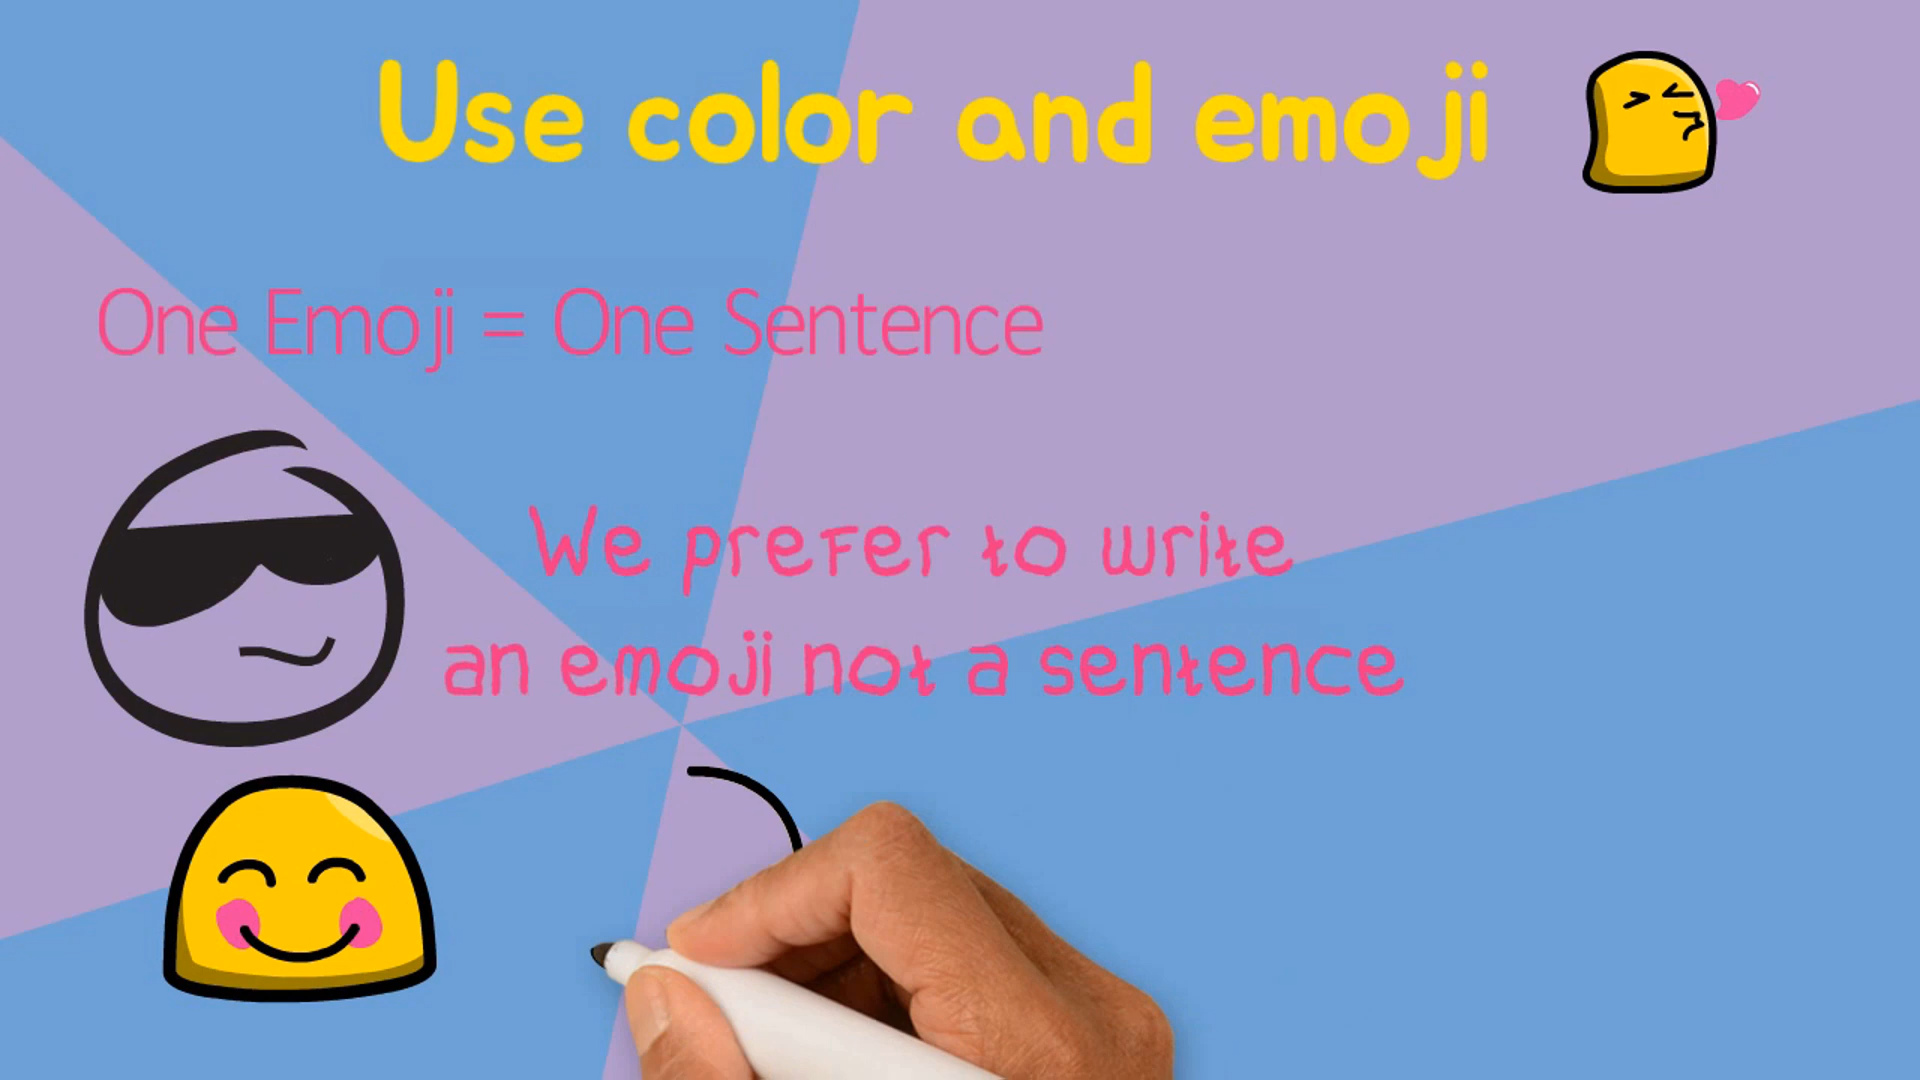 Use color and emoji
One Emoji = One Sentence
We prefer to write
an emoji not a sentence